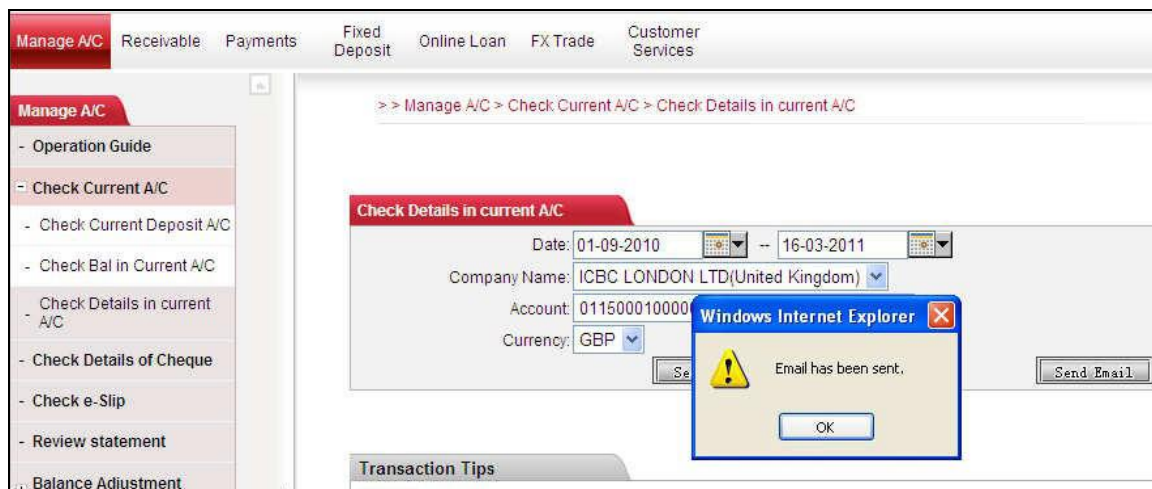 Manage A/C Receivable Payments Fixed Deposit Online Loan FX Trade Customer Services
>> Manage A/C > Check Current A/C > Check Details in current A/C
Manage A/C
- Operation Guide
- Check Current A/C
- Check Current Deposit A/C
- Check Bal in Current A/C
- Check Details in current
A/C
- Check Details of Cheque
- Check e-Slip
- Review statement
+ Balance Adjustment
Check Details in current A/C
Date: 01-09-2010 -- 16-03-2011
Company Name: ICBC LONDON LTD(United Kingdom)
Account:
Currency: GBP
Send Email
Windows Internet Explorer
Email has been sent.
OK
Transaction Tips